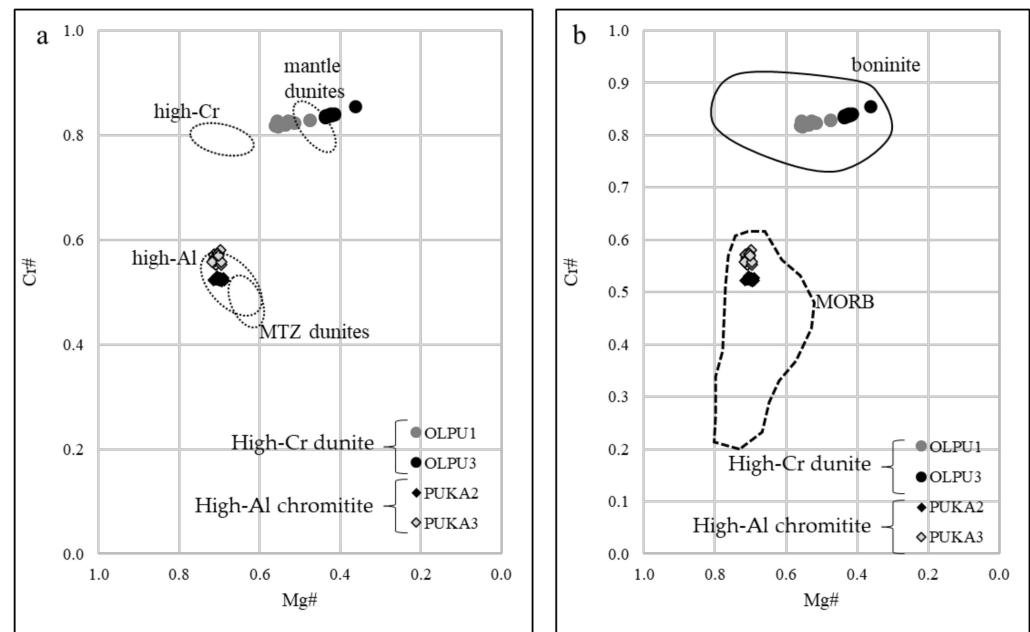 a
1.0
0.8
0.6
0.4
0.2
0.0
Cr#
mantle
dunites
high-Cr
high-Al
MTZ dunites
High-Cr dunite
OLPU1
OLPU3
High-Al chromitite
PUKA2
PUKA3
1.0 0.8 0.6 0.4 0.2 0.0
Mg#
b
1.0
0.9
0.8
0.7
0.6
0.5
0.4
0.3
0.2
0.1
0.0
Cr#
boninite
MORB
High-Cr dunite
OLPU1
OLPU3
High-Al chromitite
PUKA2
PUKA3
1.0 0.8 0.6 0.4 0.2 0.0
Mg#